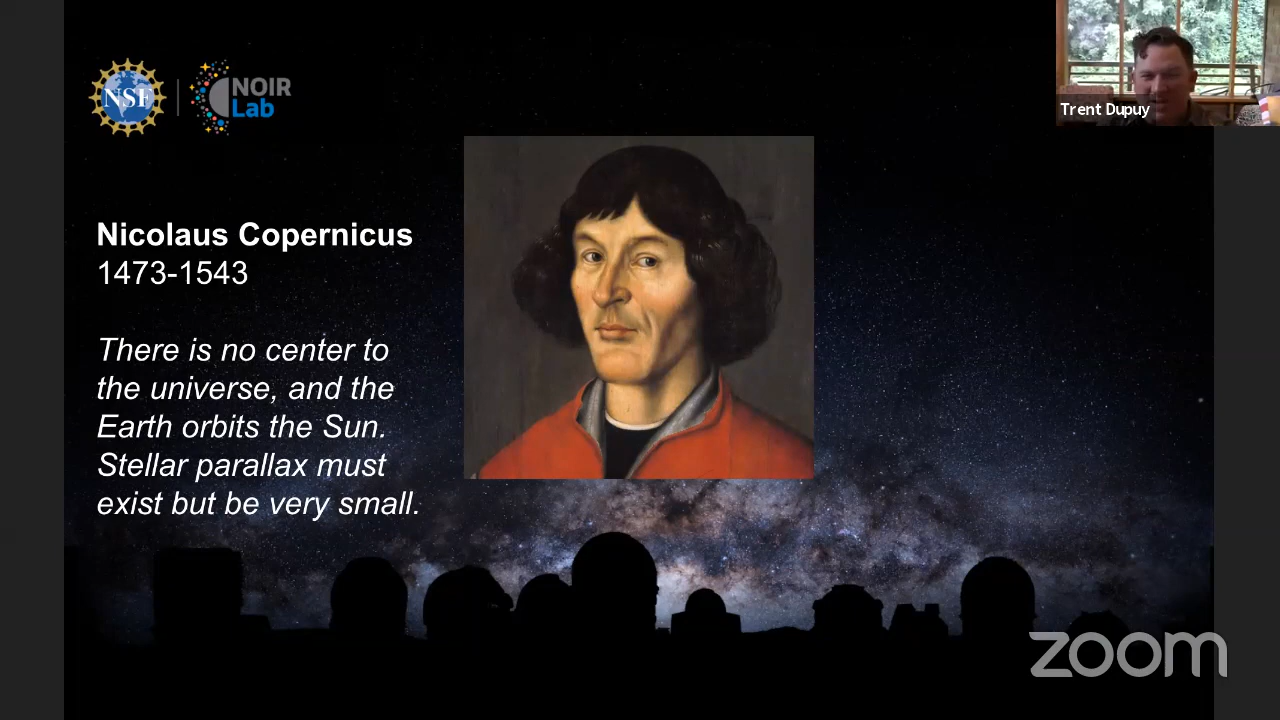 NSF
NOIR
Lab
Trent Dupuy
Nicolaus Copernicus
1473-1543
There is no center to
the universe, and the
Earth orbits the Sun.
Stellar parallax must
exist but be very small.
zoom